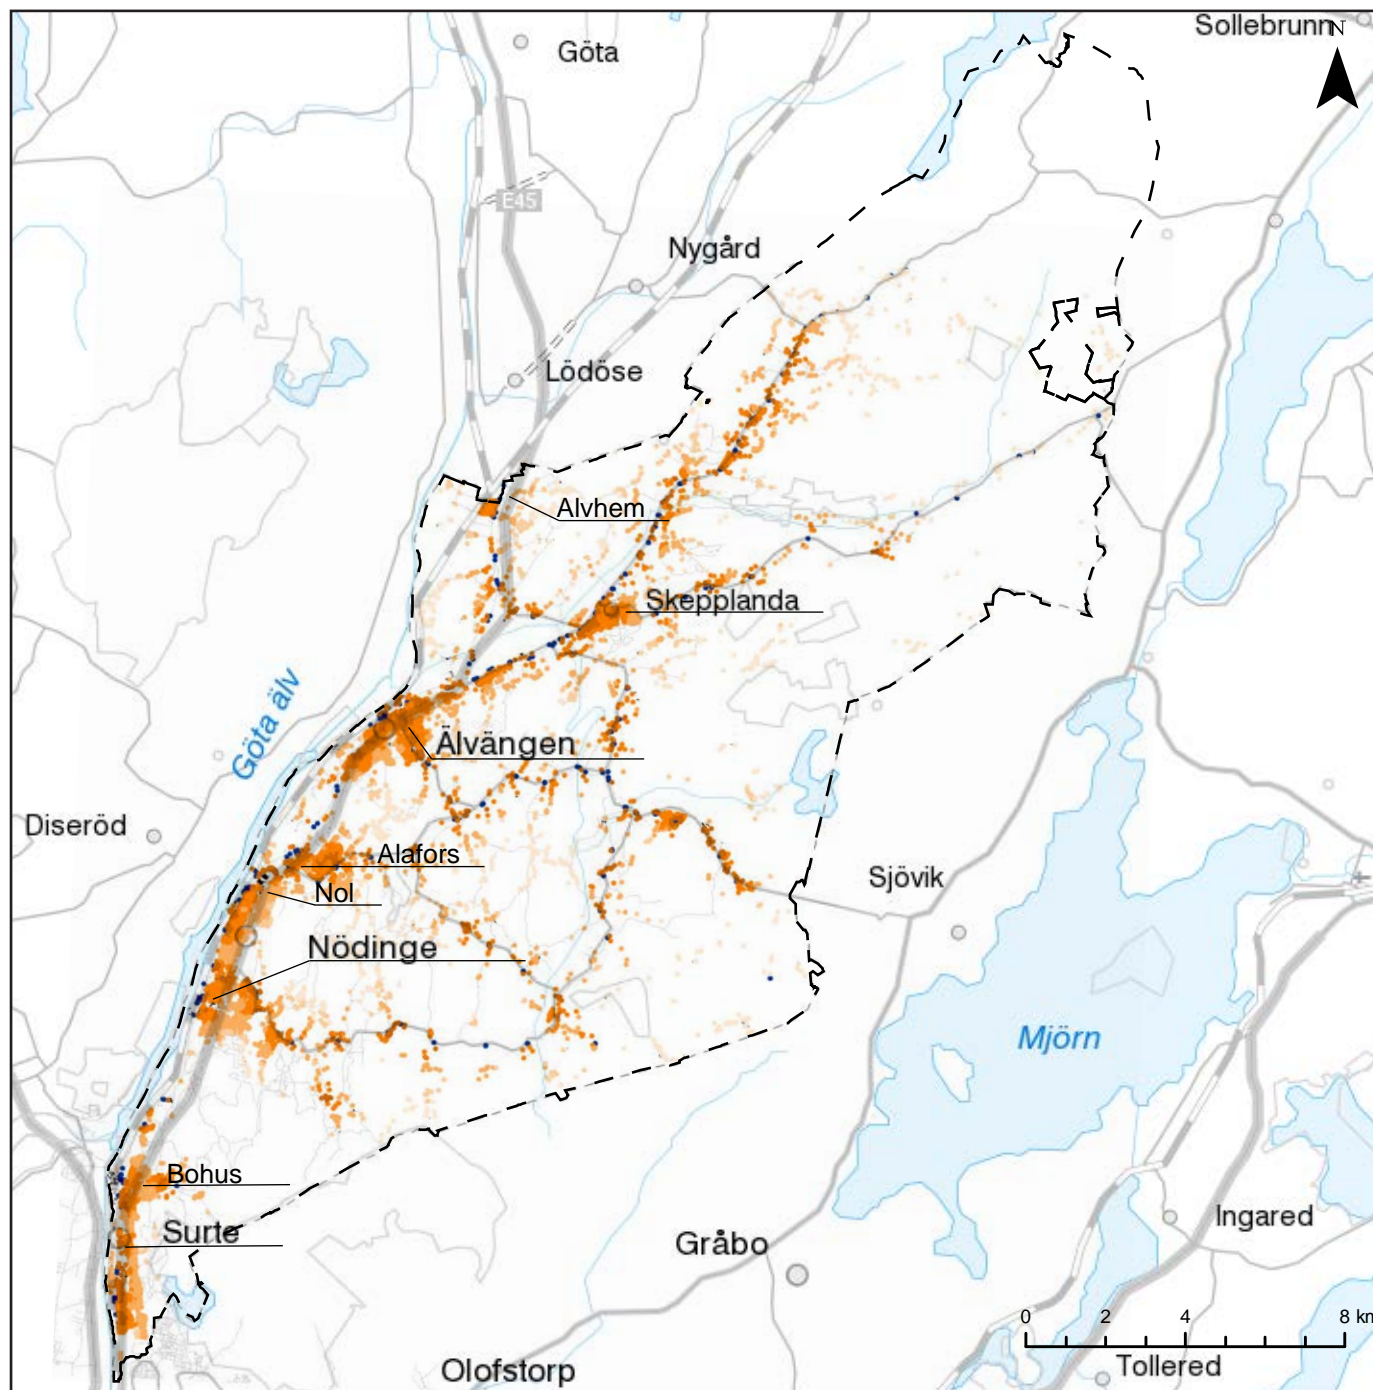 Sollebrunn
N
Göta
E45
Nygård
Lödöse
Alvhem
Skepplanda
Göta älv
Älvängen
Diseröd
Alafors
Sjövik
Nol
Nödinge
Mjörn
Bohus
Ingared
Surte
Gråbo
0 2 4 8 km
Tollered
Olofstorp